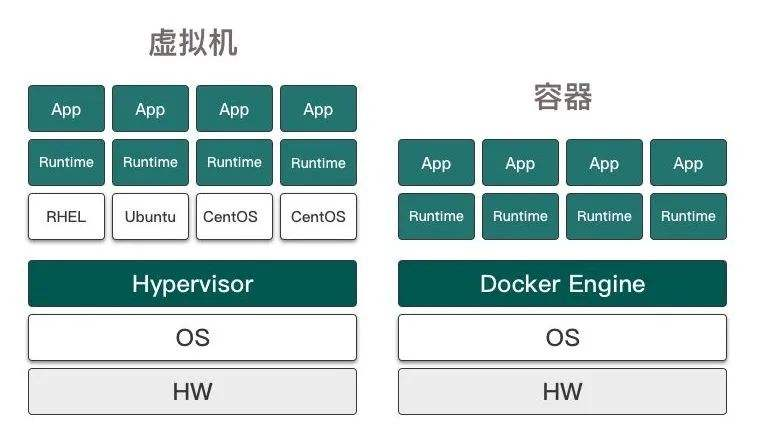 虚拟机
App App App App
Runtime Runtime Runtime Runtime
RHEL Ubuntu CentOS CentOS
Hypervisor
OS
HW
容器
App App App App
Runtime Runtime Runtime Runtime
Docker Engine
OS
HW